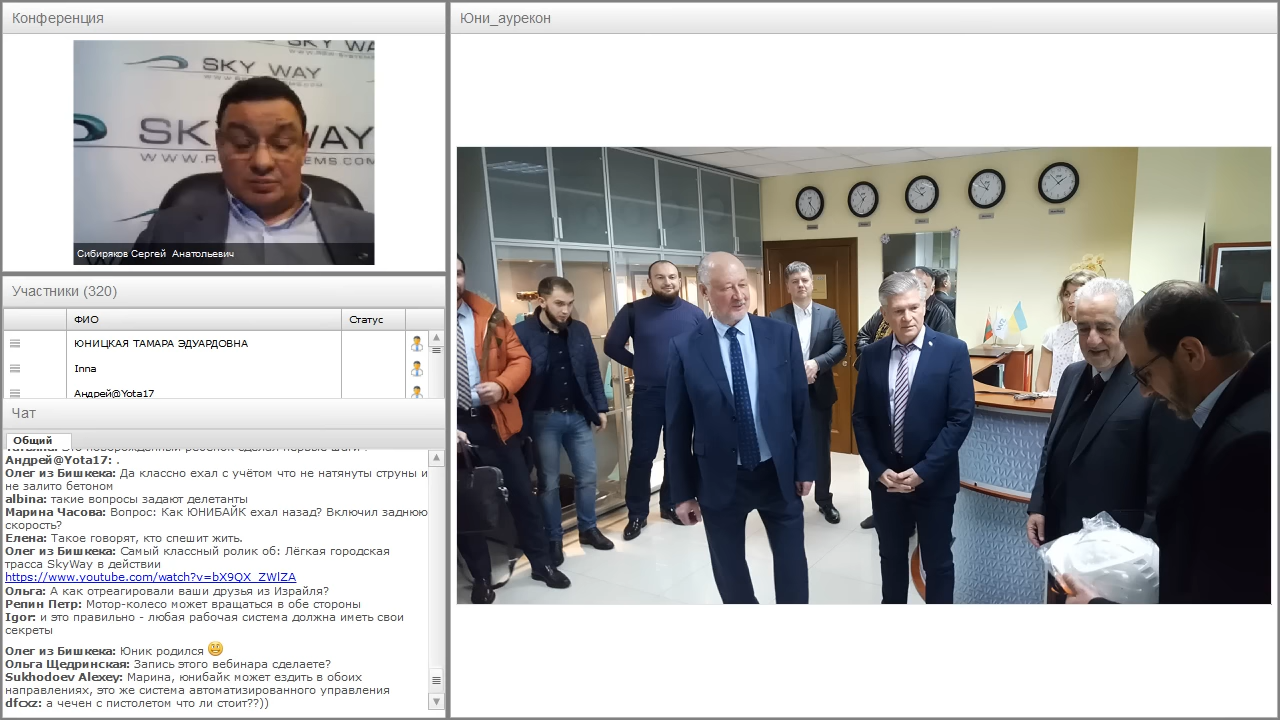 Конференция
SKY WAY
SKY WAY
SKY WAY
Сибиряков Сергей Анатольевич
Участники (320)
ФИО
Статус
ЮНИЦКАЯ ТАМАРА ЭДУАРДОВНА
Inna
Андрей@Yota17
Чат
Общий
Андрей@Yota17: .
Олег из Бишкека: Да классно ехал с учётом что не натянуты струны и
не залито бетоном
albina: такие вопросы задают делетанты
Марина Часова: Вопрос: Как ЮНИБАЙК ехал назад? Включил заднюю
скорость?
Елена: Такое говорят, кто спешит жить.
Олег из Бишкека: Самый классный ролик об: Лёгкая городская
трасса SkyWay в действии
https://www.youtube.com/watch?v=bX9QX_ZWlZA
Ольга: А как отреагировали ваши друзья из Израйля?
Репин Петр: Мотор-колесо может вращаться в обе стороны
Igor: и это правильно - любая рабочая система должна иметь свои
секреты
Олег из Бишкека: Юник родился
Ольга Щедринская: Запись этого вебинара сделаете?
Sukhodoev Alexey: Марина, юнибайк может ездить в обоих
направлениях, это же система автоматизированного управления
dfcxz: а чечен с пистолетом что ли стоит??))
Юни_аурекон